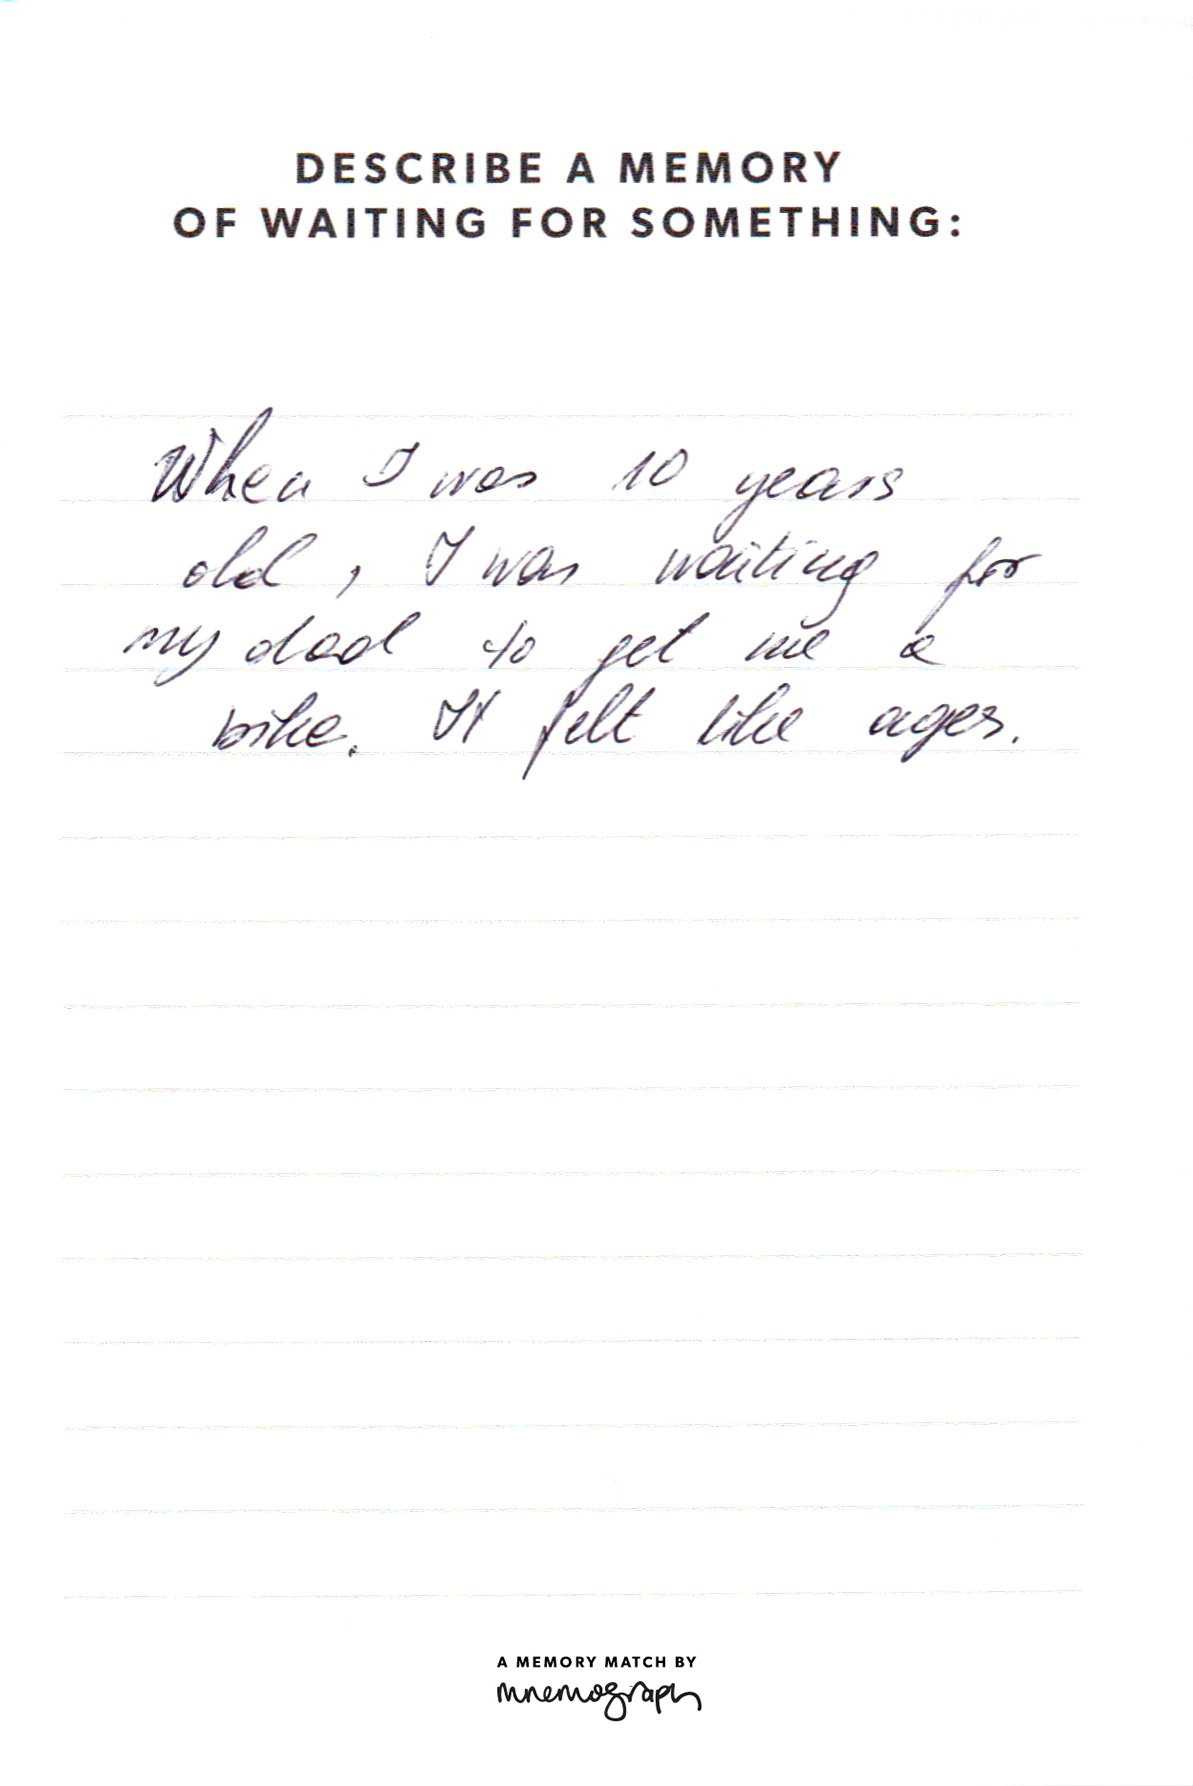 DESCRIBE A MEMORY
OF WAITING FOR SOMETHING:
When I was 10 years
old, I was waiting for
my dad to get me a
bike. It felt like ages.
A MEMORY MATCH BY
mnemograph